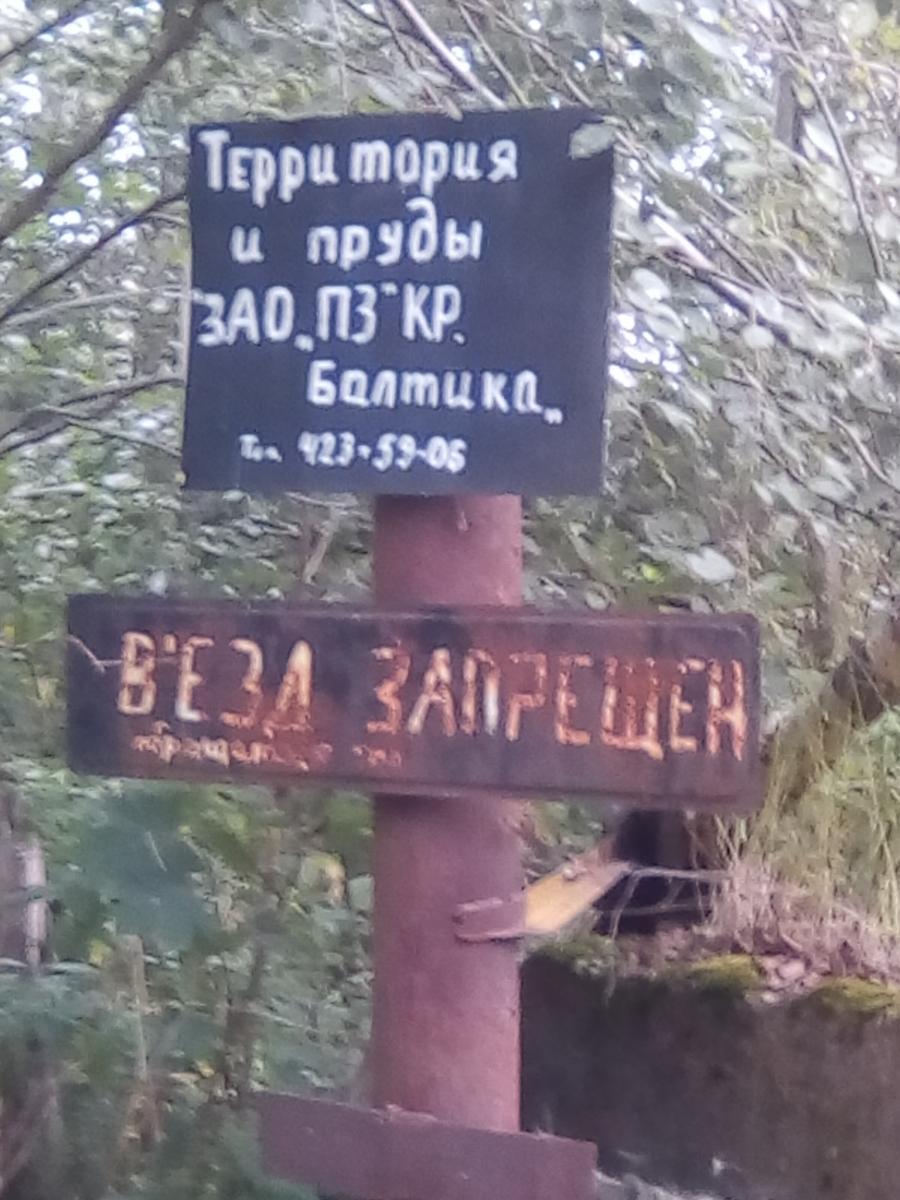 Территория
и пруды
"ЗАО„ПЗ"КР.
Балтика„
Тел. 423-59-06
В'ЕЗД ЗАПРЕЩЕН